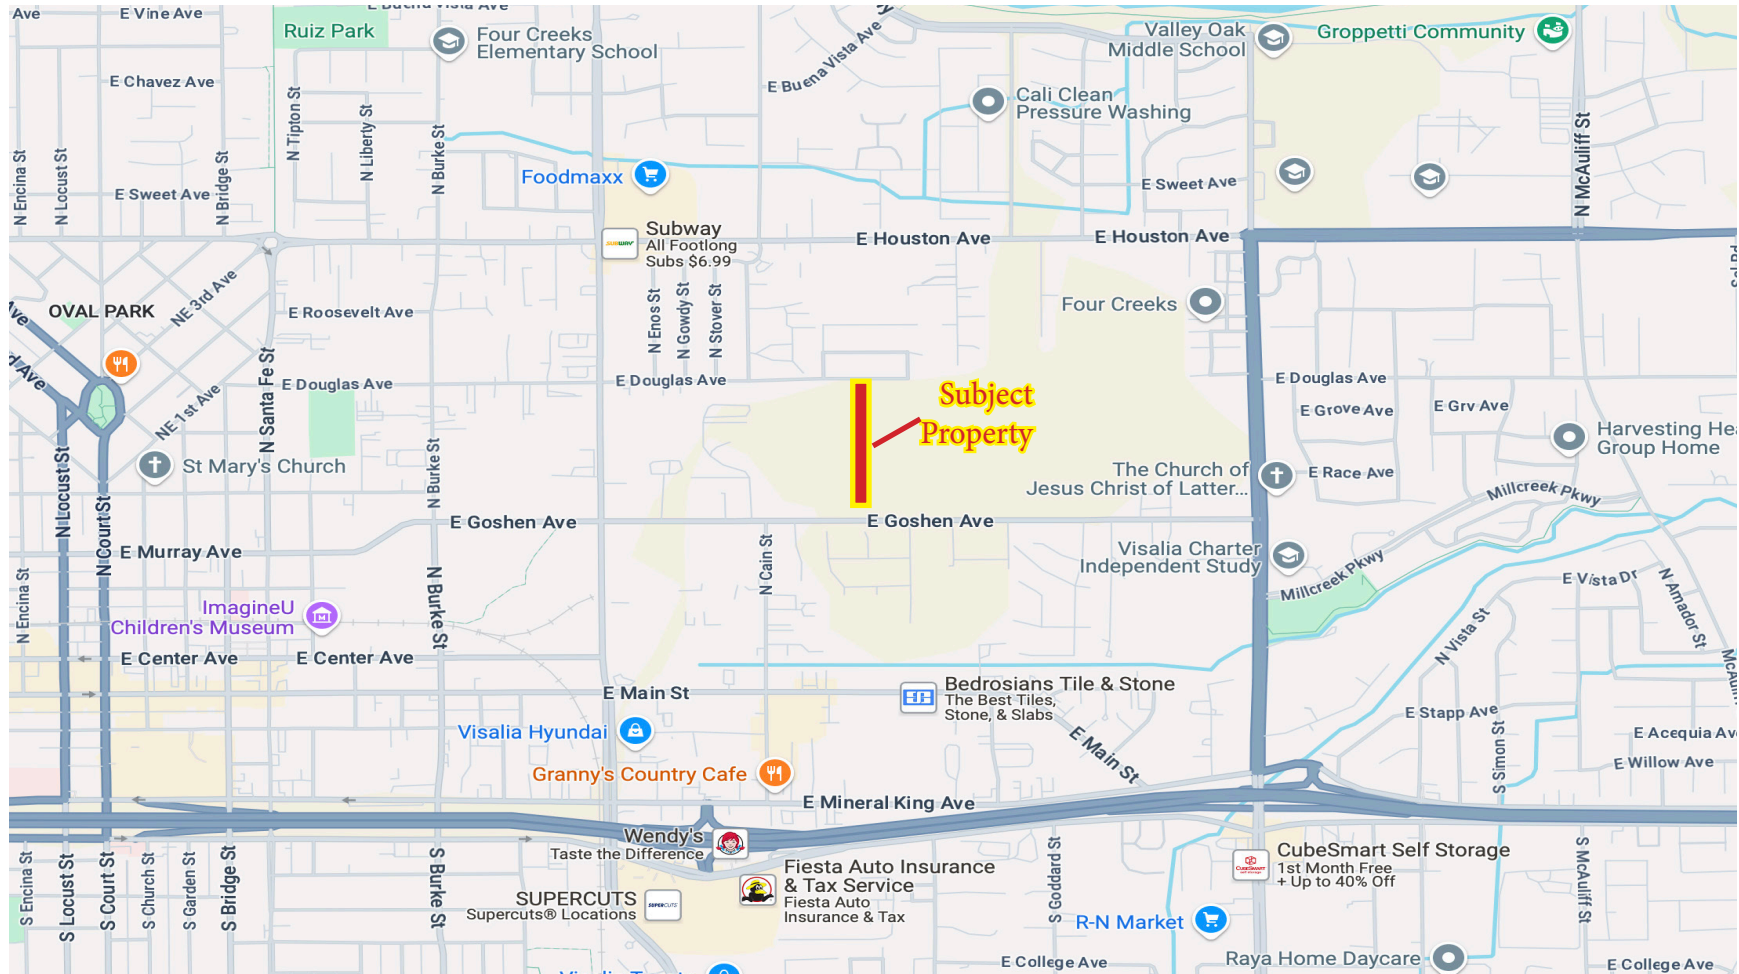 Ave
E Vine Ave
E Buena Vista Ave
Ruiz Park
Four Creeks
Elementary School
E Buena Vista Ave
Valley Oak
Middle School
Groppetti Community
E Chavez Ave
N Tipton St
N Liberty St
N Burke St
Cali Clean
Pressure Washing
N McAuliff St
N Encina St
N Locust St
N Bridge St
E Sweet Ave
Foodmaxx
E Sweet Ave
Subway
All Footlong
Subs $6.99
SUBWAY
E Houston Ave
E Houston Ave
NE 3rd Ave
OVAL PARK
Ave
d Ave
E Roosevelt Ave
N Enos St
N Gowdy St
N Stover St
Four Creeks
N Santa Fe St
E Douglas Ave
E Douglas Ave
E Douglas Ave
NE 1st Ave
Subject
Property
E Grove Ave
E Grv Ave
Harvesting Hea
Group Home
St Mary's Church
N Burke St
The Church of
Jesus Christ of Latter...
E Race Ave
Millcreek Pkwy
N Locust St
N Court St
E Goshen Ave
E Goshen Ave
E Murray Ave
N Cain St
Visalia Charter
Independent Study
Millcreek Pkwy
E Vista Dr
N Amador St
N Encina St
N Burke St
ImagineU
Children's Museum
N Vista St
E Center Ave
E Center Ave
McAuli
E Main St
Bedrosians Tile & Stone
The Best Tiles,
Stone, & Slabs
E Stapp Ave
Visalia Hyundai
E Main St
S Simon St
E Acequia Av
E Willow Ave
Granny's Country Cafe
E Mineral King Ave
Wendy's
Taste the Difference
Fiesta Auto Insurance
& Tax Service
Fiesta Auto
Insurance & Tax
CubeSmart Self Storage
1st Month Free
+ Up to 40% Off
CubeSmart
S Encina St
S Locust St
S Court St
S Church St
S Garden St
S Bridge St
S Burke St
SUPERCUTS
Supercuts® Locations
SUPERCUTS
S Goddard St
S McAuliff St
R-N Market
E College Ave
Raya Home Daycare
E College Ave